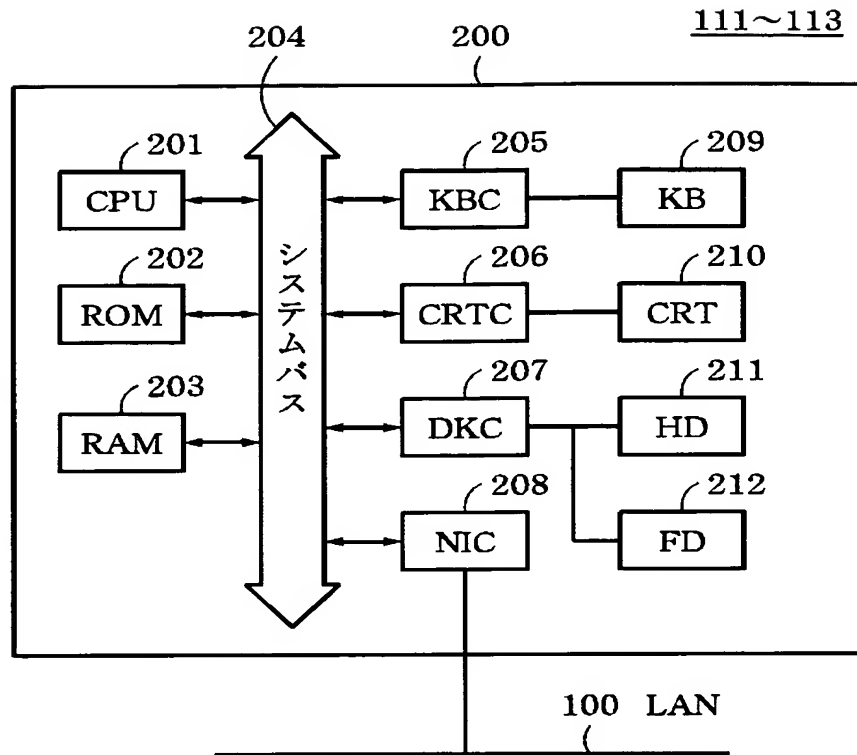 111~113
204
200
201
CPU
205
KBC
209
KB
202
ROM
システムバス
206
CRTC
210
CRT
203
RAM
207
DKC
211
HD
208
NIC
212
FD
100 LAN